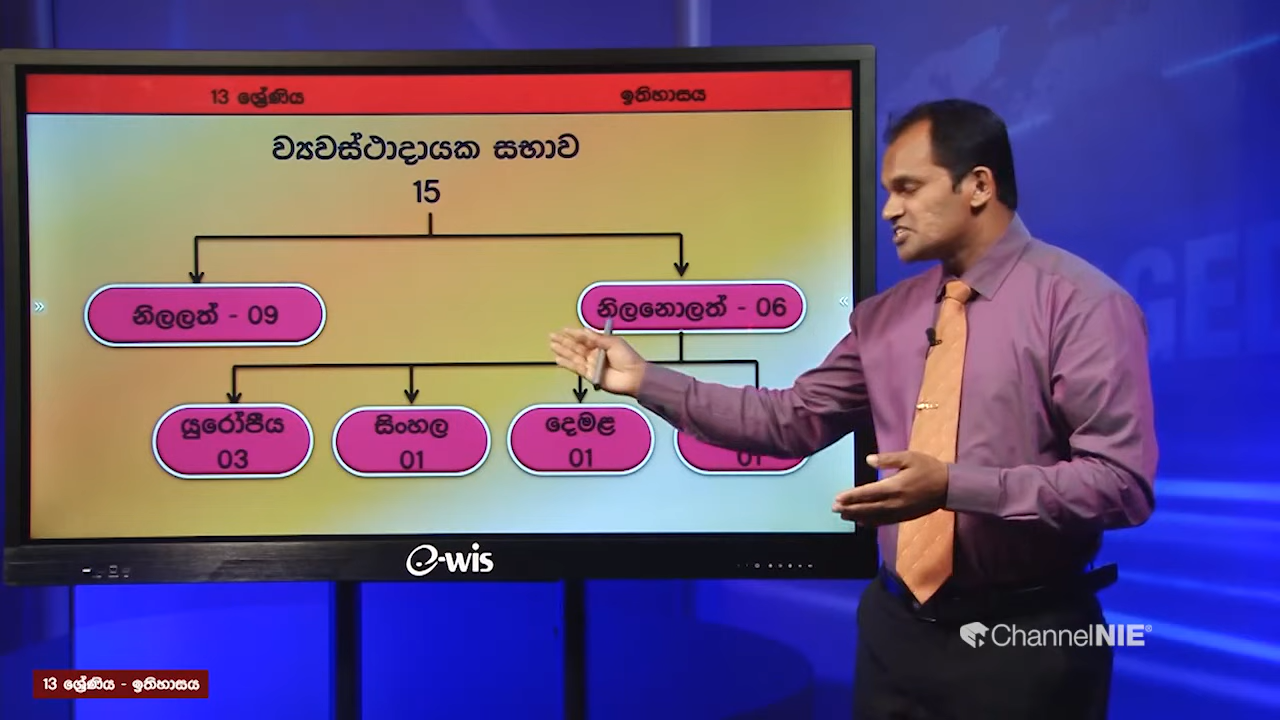 13 ශ්‍රේණිය
ඉතිහාසය
ව්‍යවස්ථාදායක සභාව
15
නිලලත් - 09
නිලනොලත් - 06
යුරෝපීය
03
සිංහල
01
දෙමළ
01
01
e-wis
ChannelNIE
13 ශ්‍රේණිය - ඉතිහාසය